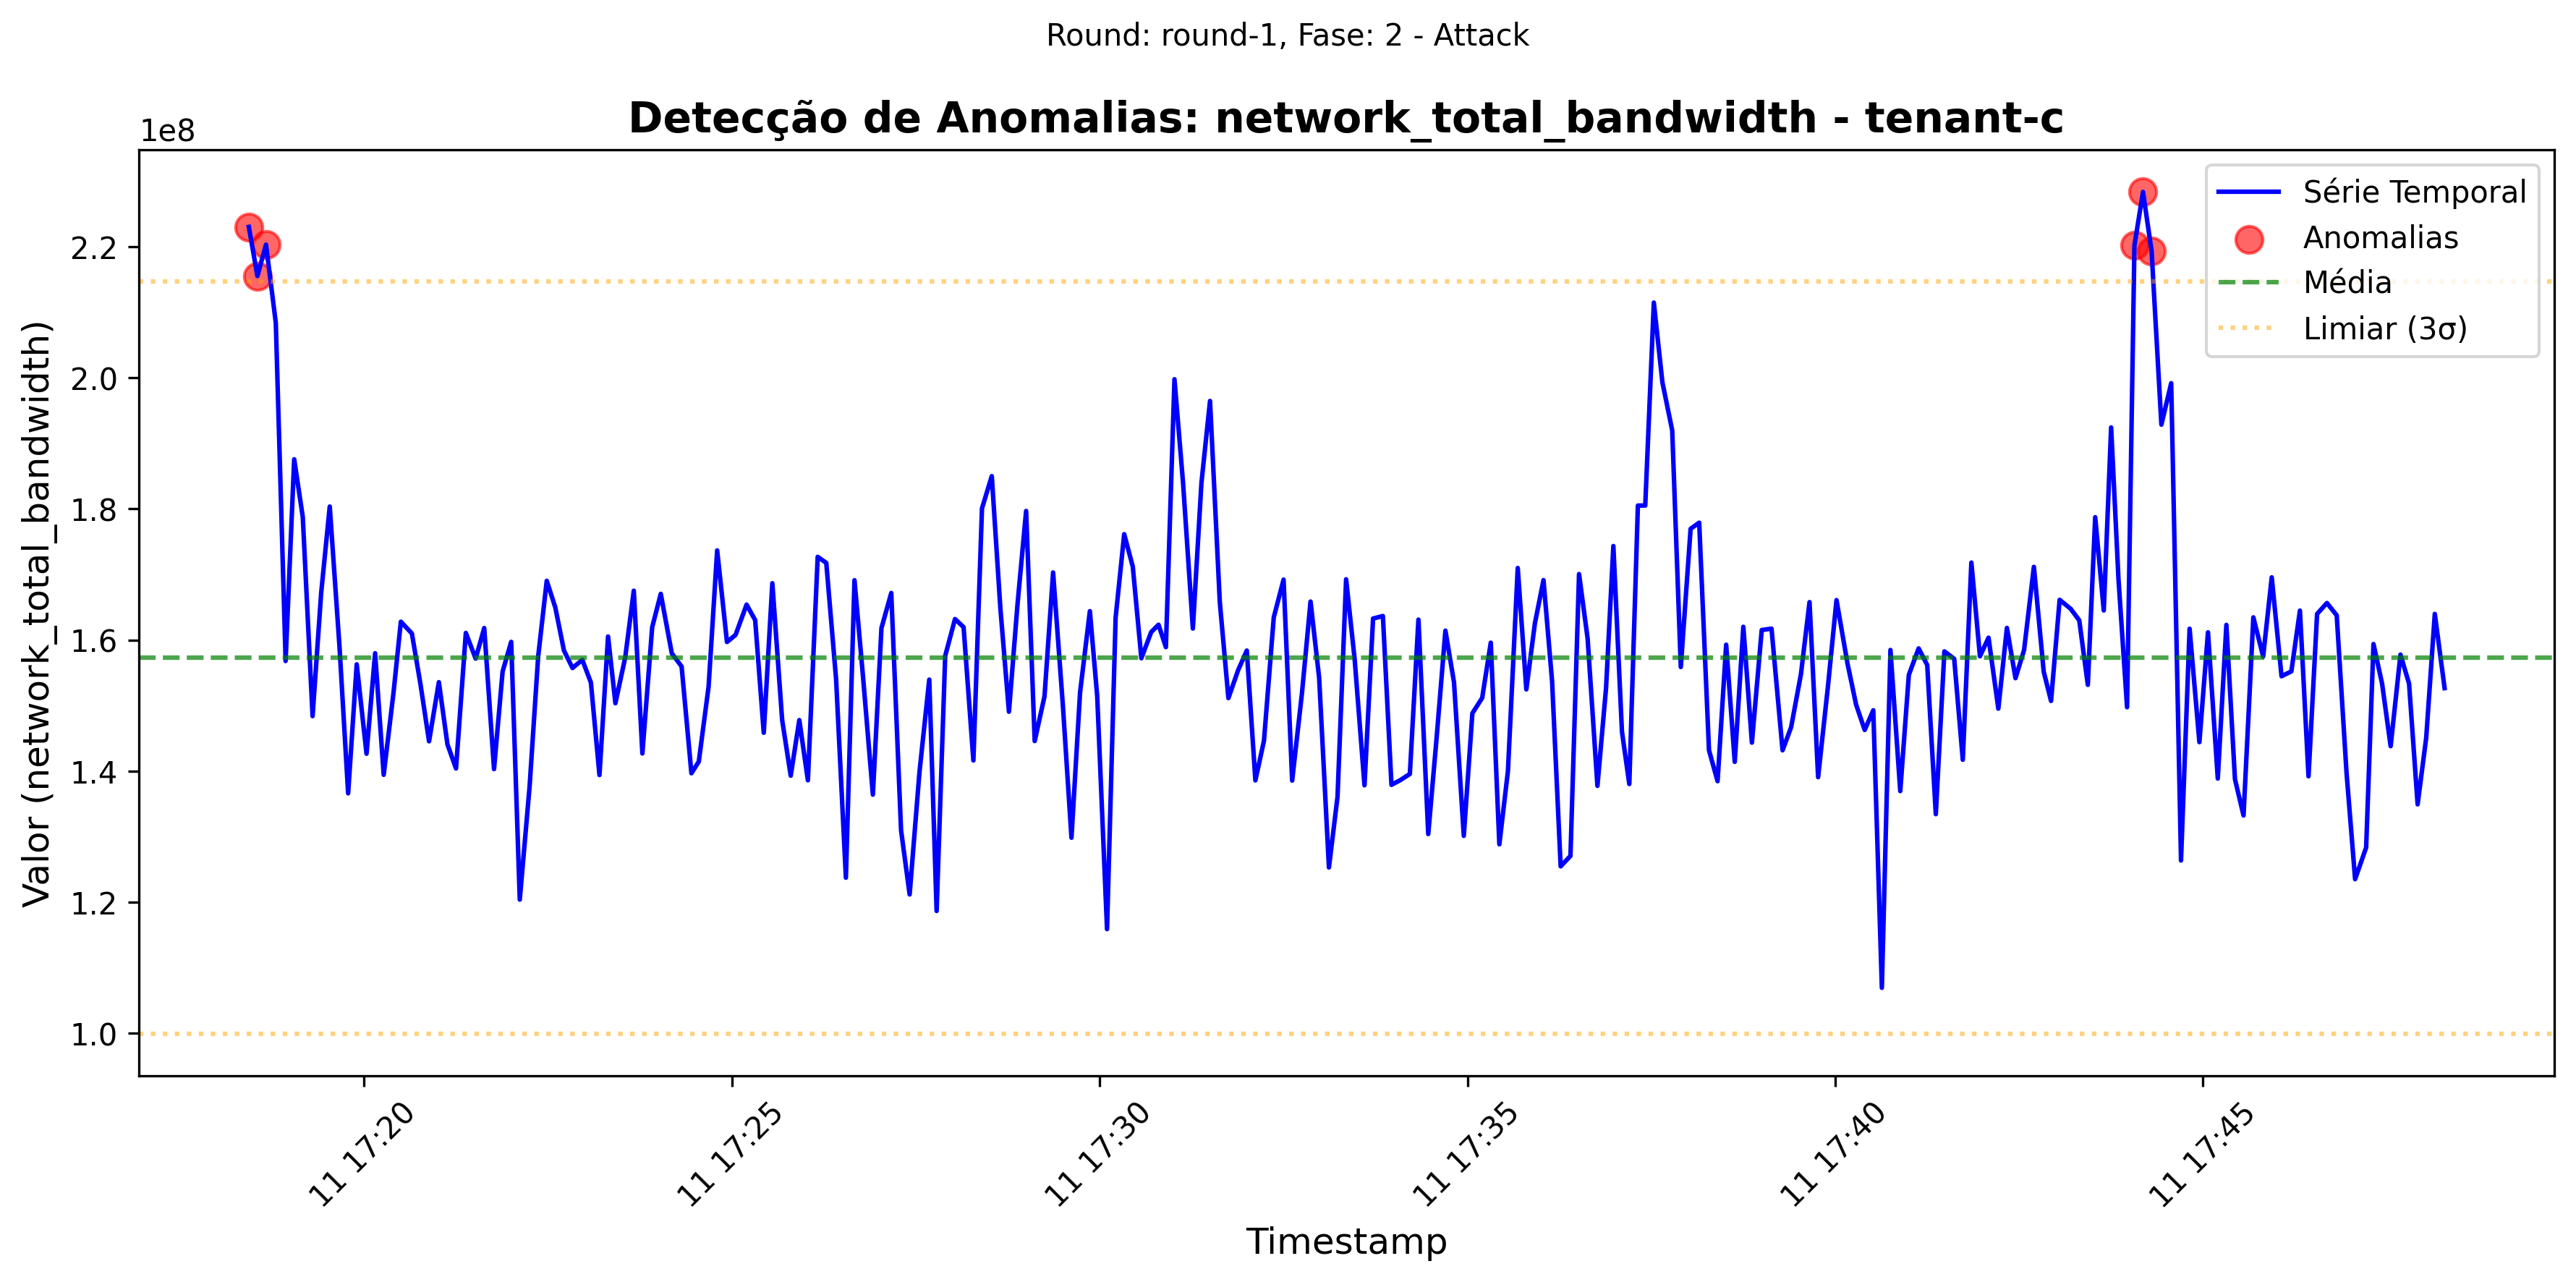 Round: round-1, Fase: 2 - Attack
Detecção de Anomalias: network_total_bandwidth - tenant-c
1e8
Série Temporal
Anomalias
Média
Limiar (3σ)
Valor (network_total_bandwidth)
2.2
2.0
1.8
1.6
1.4
1.2
1.0
11 17:20
11 17:25
11 17:30
11 17:35
11 17:40
11 17:45
Timestamp